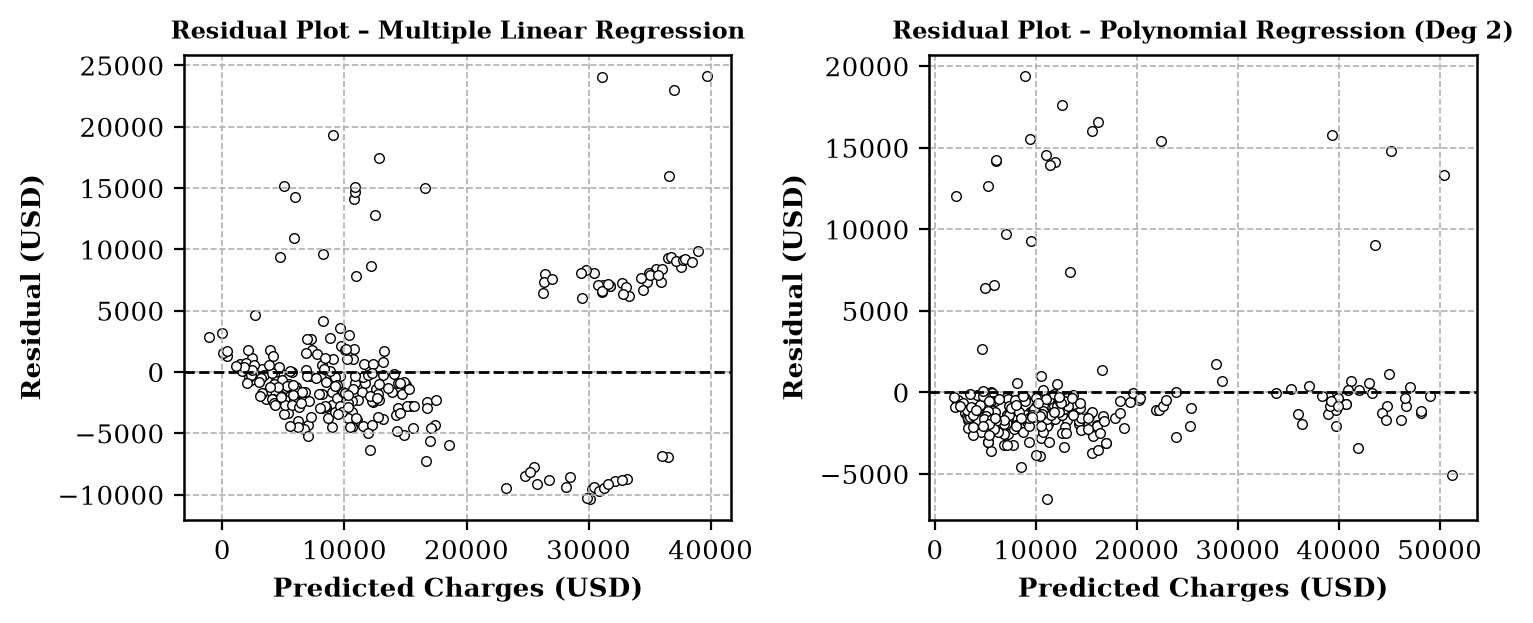 Residual Plot – Multiple Linear Regression
25000
20000
15000
10000
5000
0
−5000
−10000
Residual (USD)
0 10000 20000 30000 40000
Predicted Charges (USD)
Residual Plot – Polynomial Regression (Deg 2)
20000
15000
10000
5000
0
−5000
Residual (USD)
0 10000 20000 30000 40000 50000
Predicted Charges (USD)